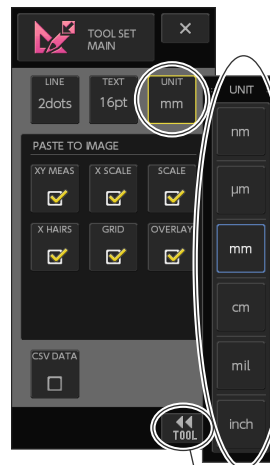 TOOL SET
MAIN
×
LINE
2dots
TEXT
16pt
UNIT
mm
PASTE TO IMAGE
XY MEAS
X SCALE
SCALE
X HAIRS
GRID
OVERLAY
CSV DATA
TOOL
UNIT
nm
µm
mm
cm
mil
inch